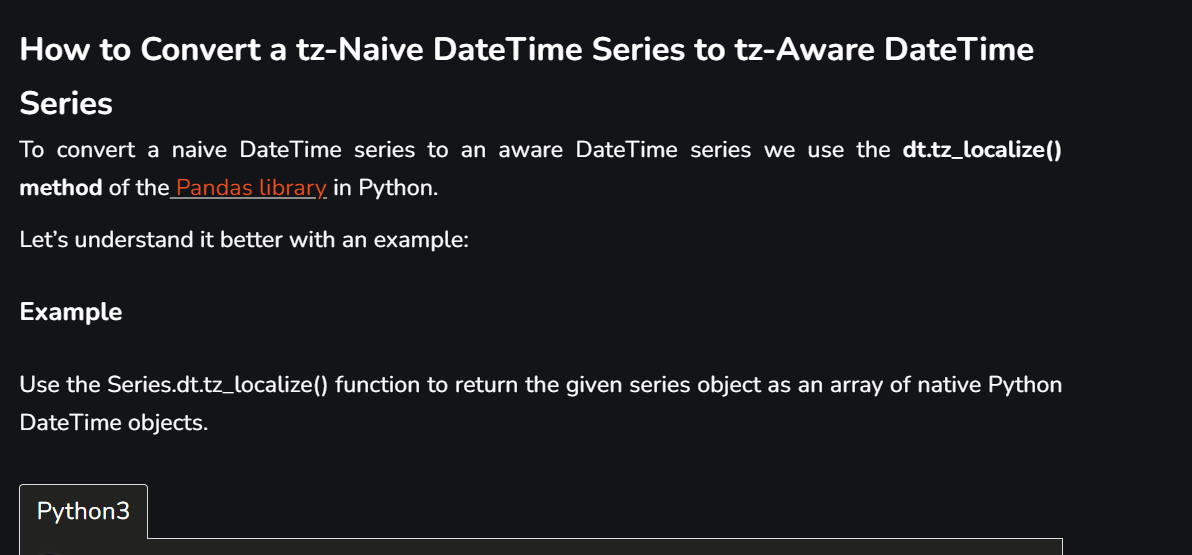 How to Convert a tz-Naive DateTime Series to tz-Aware DateTime
Series
To convert a naive DateTime series to an aware DateTime series we use the dt.tz_localize()
method of the Pandas library in Python.
Let’s understand it better with an example:
Example
Use the Series.dt.tz_localize() function to return the given series object as an array of native Python
DateTime objects.
Python3